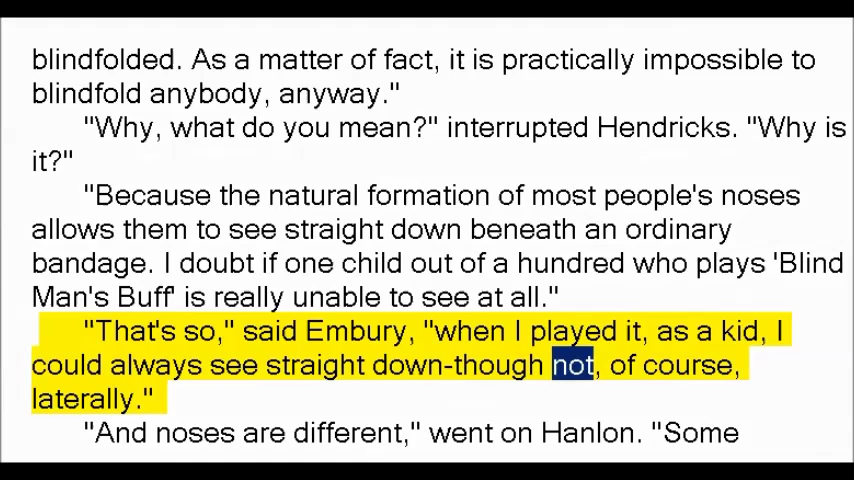 blindfolded. As a matter of fact, it is practically impossible to
blindfold anybody, anyway."
"Why, what do you mean?" interrupted Hendricks. "Why is
it?"
"Because the natural formation of most people's noses
allows them to see straight down beneath an ordinary
bandage. I doubt if one child out of a hundred who plays 'Blind
Man's Buff' is really unable to see at all."
"That's so," said Embury, "when I played it, as a kid, I
could always see straight down-though not, of course,
laterally."
"And noses are different," went on Hanlon. "Some